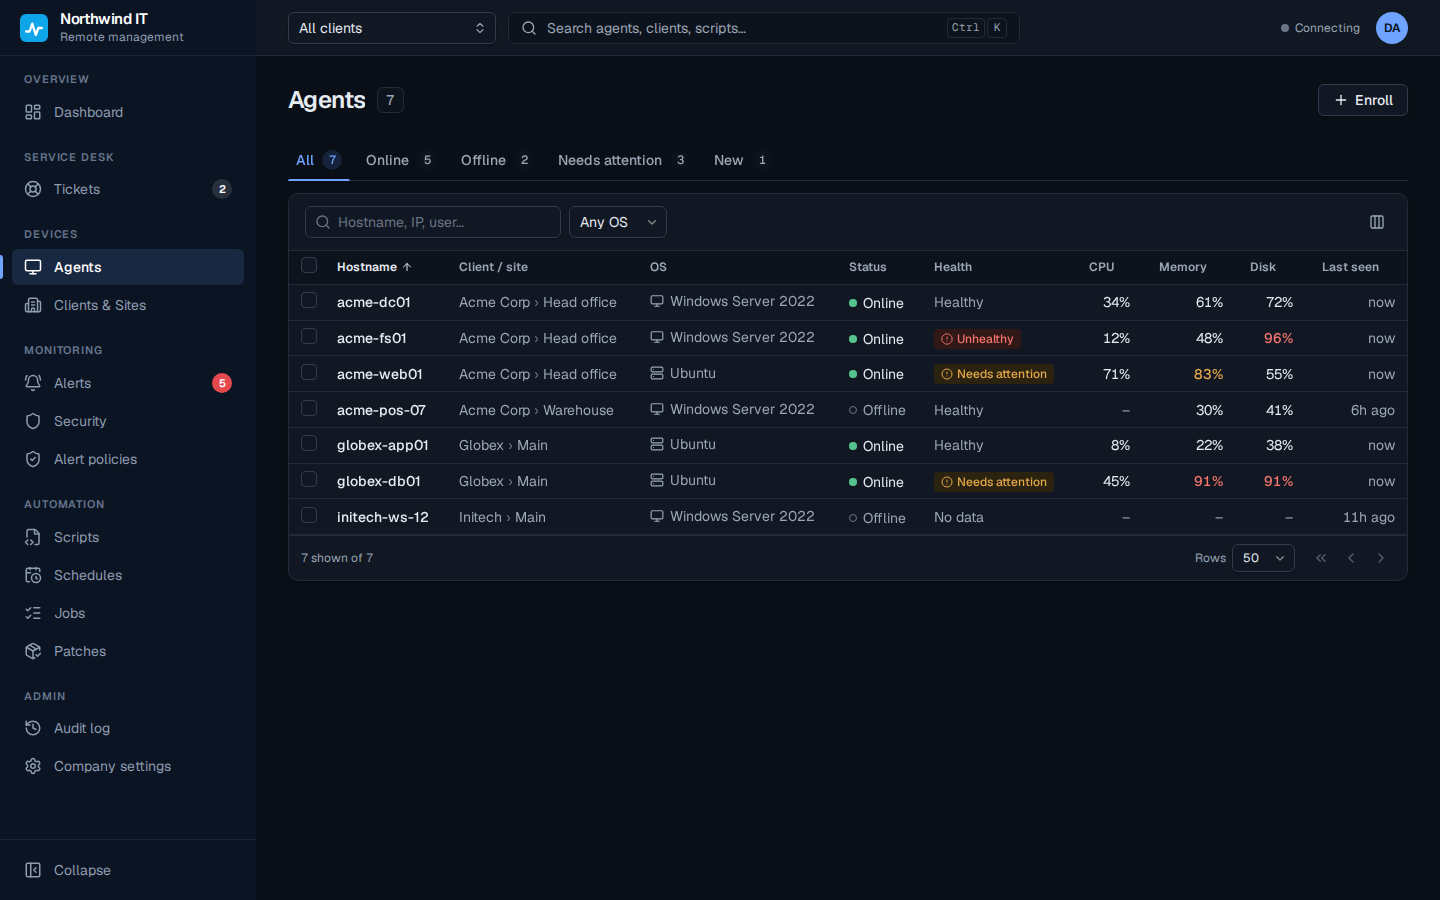 Northwind IT
Remote management
All clients
Search agents, clients, scripts...
Ctrl K
Connecting
DA
OVERVIEW
Dashboard
SERVICE DESK
Tickets 2
DEVICES
Agents
Clients & Sites
MONITORING
Alerts 5
Security
Alert policies
AUTOMATION
Scripts
Schedules
Jobs
Patches
ADMIN
Audit log
Company settings
Collapse
Agents 7
Enroll
All 7 Online 5 Offline 2 Needs attention 3 New 1
Hostname, IP, user... Any OS
Hostname ↑ Client / site OS Status Health CPU Memory Disk Last seen
acme-dc01 Acme Corp › Head office Windows Server 2022 Online Healthy 34% 61% 72% now
acme-fs01 Acme Corp › Head office Windows Server 2022 Online Unhealthy 12% 48% 96% now
acme-web01 Acme Corp › Head office Ubuntu Online Needs attention 71% 83% 55% now
acme-pos-07 Acme Corp › Warehouse Windows Server 2022 Offline Healthy – 30% 41% 6h ago
globex-app01 Globex › Main Ubuntu Online Healthy 8% 22% 38% now
globex-db01 Globex › Main Ubuntu Online Needs attention 45% 91% 91% now
initech-ws-12 Initech › Main Windows Server 2022 Offline No data – – – 11h ago
7 shown of 7
Rows 50